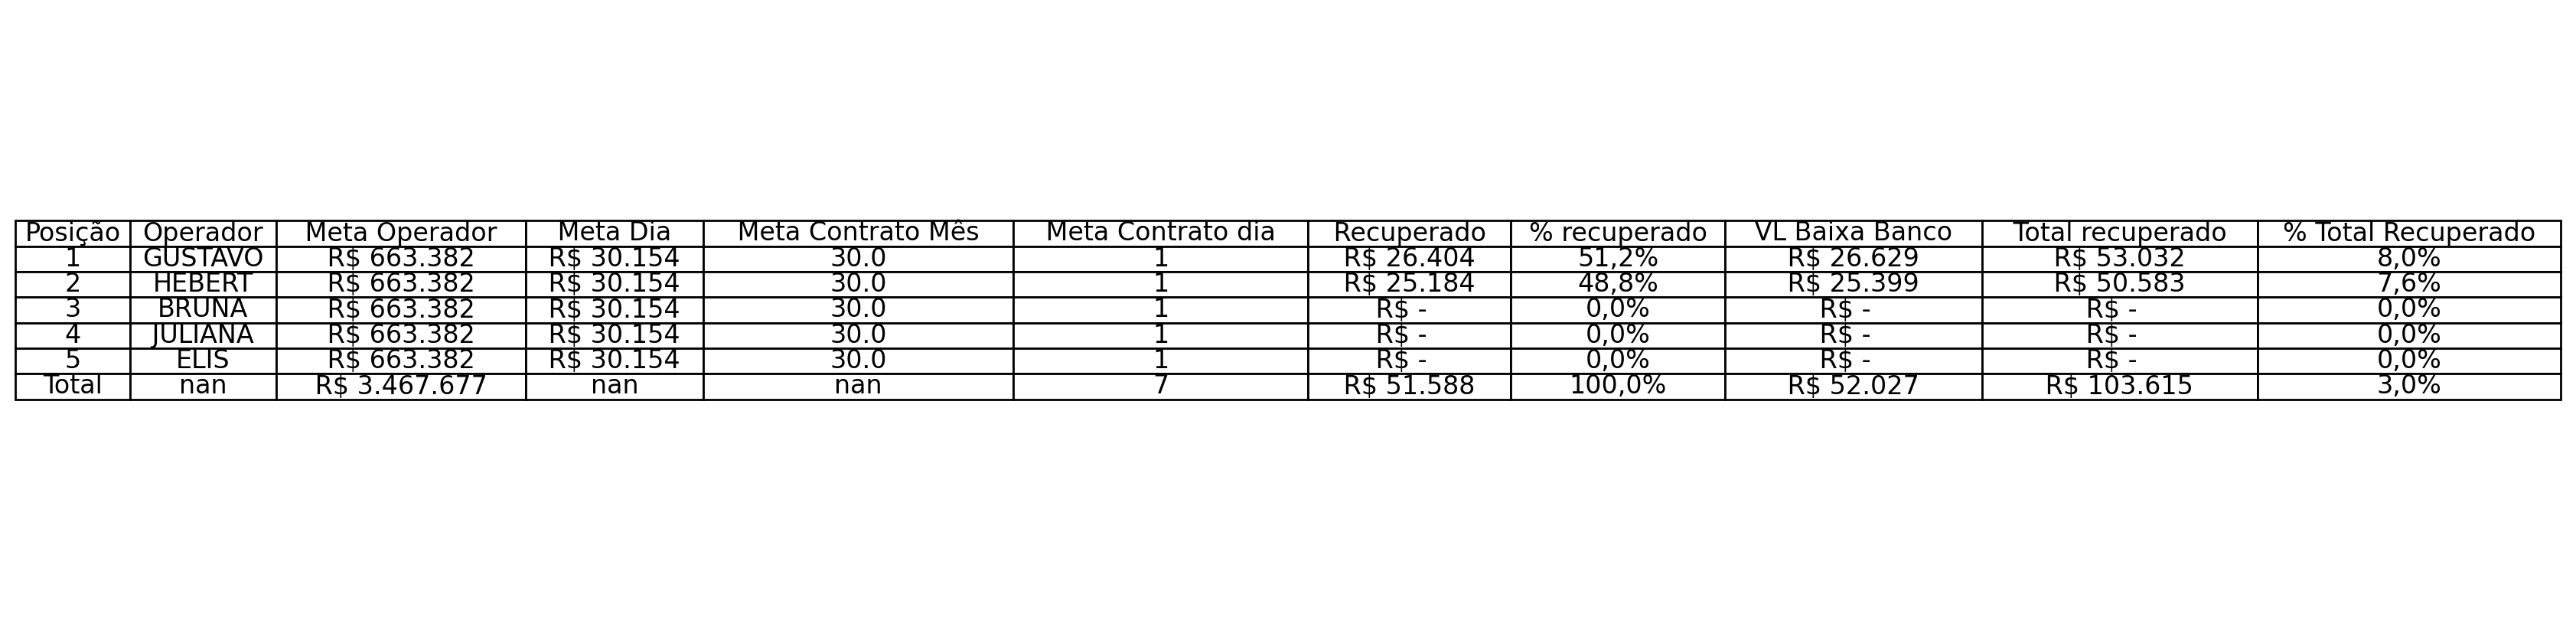 Posição Operador Meta Operador Meta Dia Meta Contrato Mês Meta Contrato dia Recuperado % recuperado VL Baixa Banco Total recuperado % Total Recuperado
1 GUSTAVO R$ 663.382 R$ 30.154 30.0 1 R$ 26.404 51,2% R$ 26.629 R$ 53.032 8,0%
2 HEBERT R$ 663.382 R$ 30.154 30.0 1 R$ 25.184 48,8% R$ 25.399 R$ 50.583 7,6%
3 BRUNA R$ 663.382 R$ 30.154 30.0 1 R$ - 0,0% R$ - R$ - 0,0%
4 JULIANA R$ 663.382 R$ 30.154 30.0 1 R$ - 0,0% R$ - R$ - 0,0%
5 ELIS R$ 663.382 R$ 30.154 30.0 1 R$ - 0,0% R$ - R$ - 0,0%
Total nan R$ 3.467.677 nan nan 7 R$ 51.588 100,0% R$ 52.027 R$ 103.615 3,0%